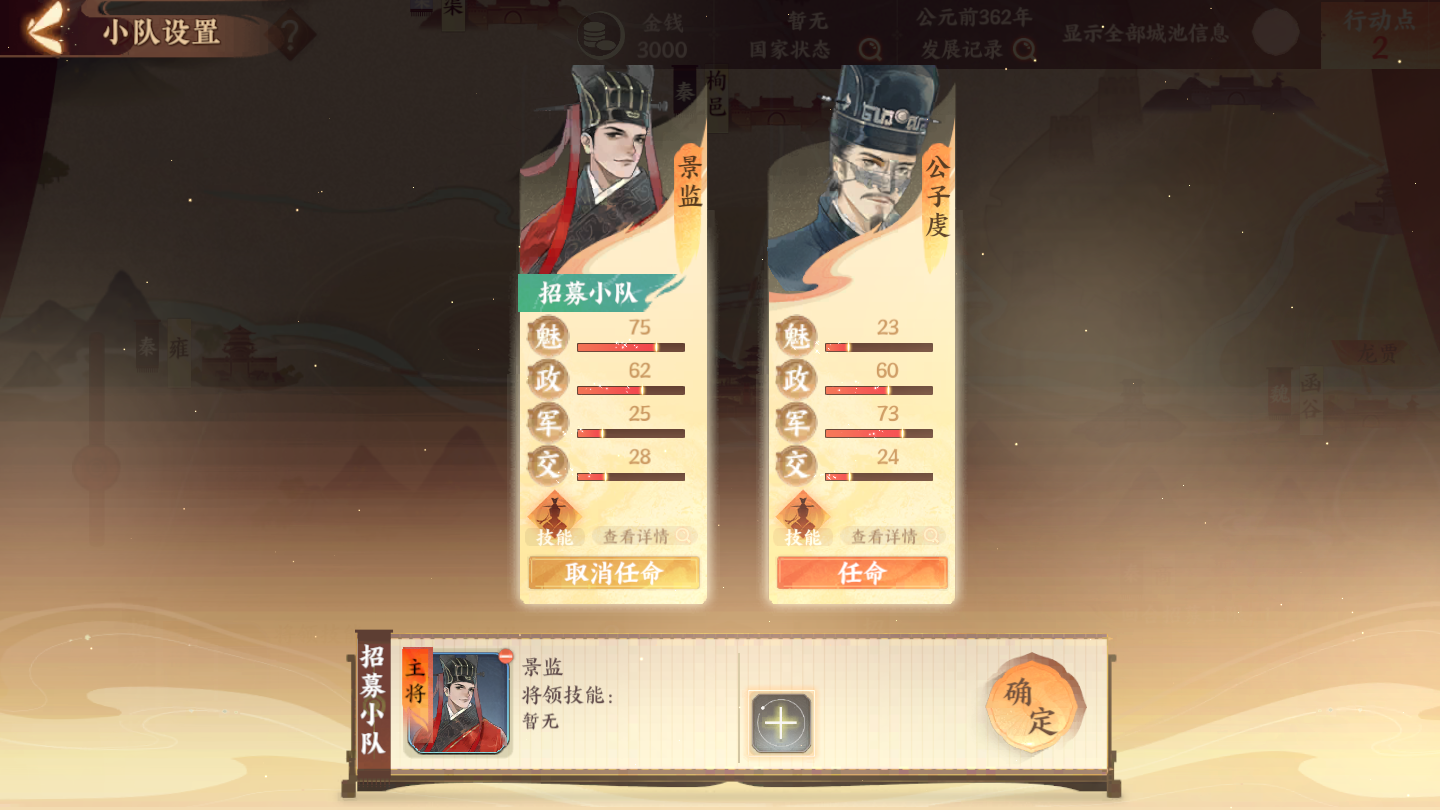 小队设置
?
金钱
3000
暂无
国家状态
公元前362年
发展记录
显示全部城池信息
行动点
2
秦
栒邑
景监
招募小队
魅
75
政
62
军
25
交
28
技能
查看详情
取消任命
公子虔
魅
23
政
60
军
73
交
24
技能
查看详情
任命
秦
雍
龙贾
魏
函谷
招募小队
主将
景监
将领技能：
暂无
确定